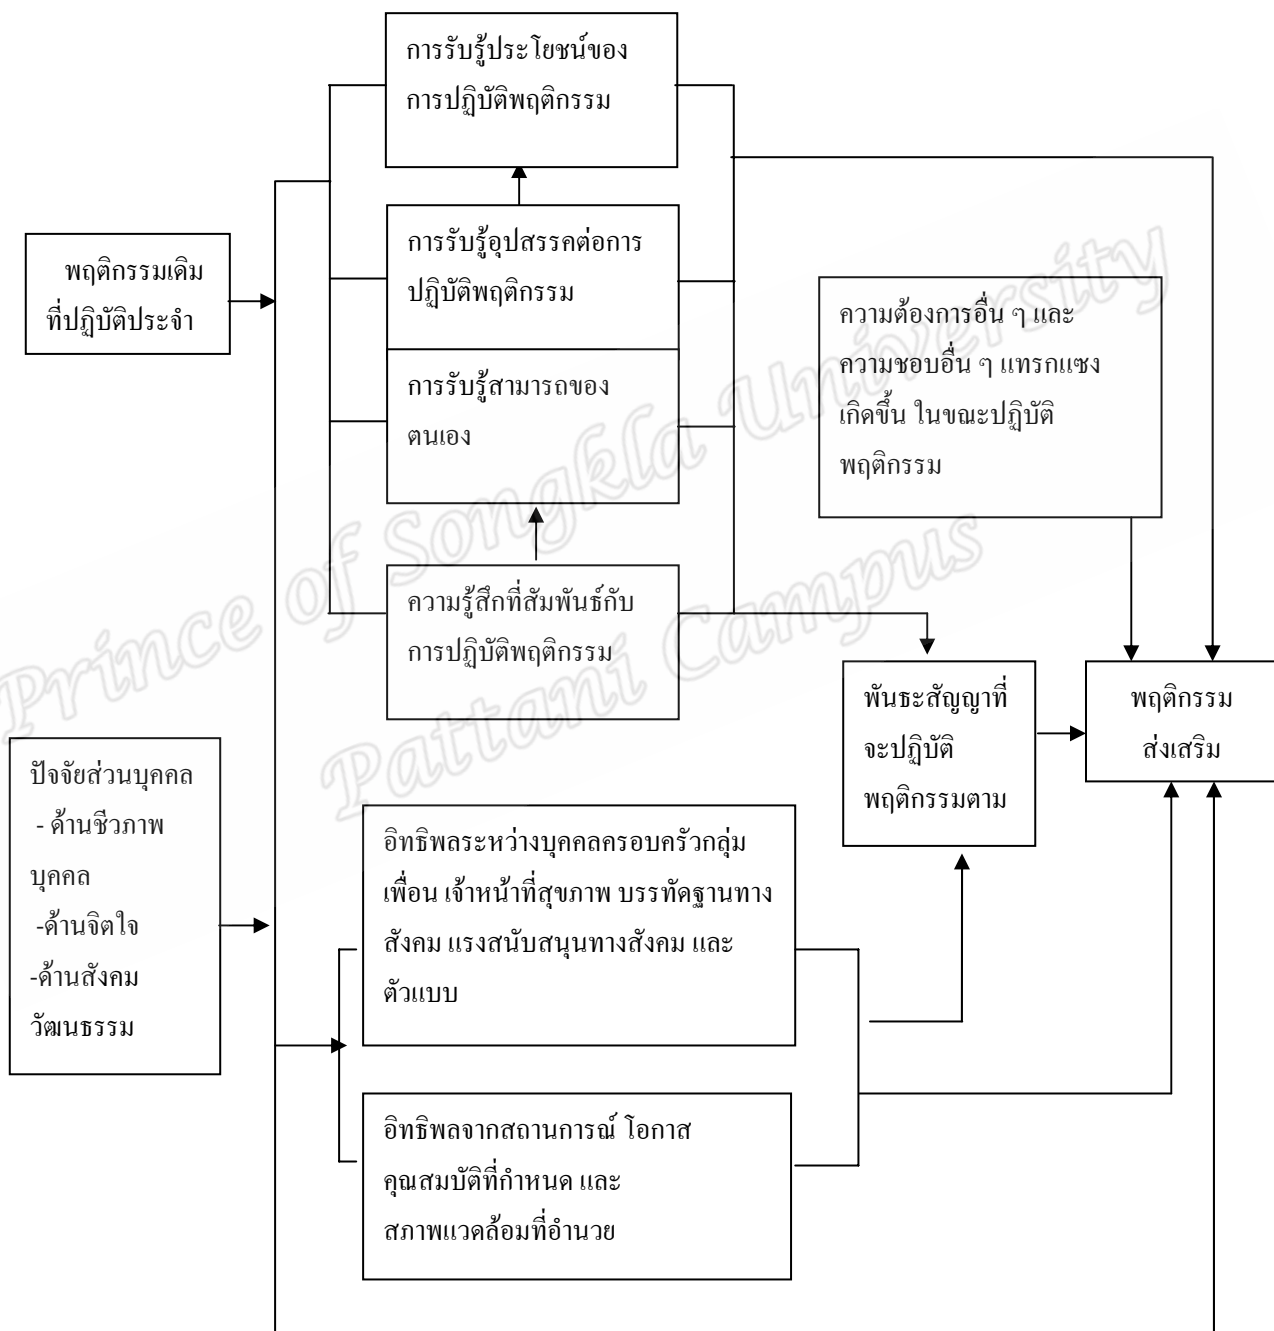 การรับรู้ประโยชน์ของ
การปฏิบัติพฤติกรรม
การรับรู้อุปสรรคต่อการ
ปฏิบัติพฤติกรรม
พฤติกรรมเดิม
ที่ปฏิบัติประจำ
ความต้องการอื่น ๆ และ
ความชอบอื่น ๆ แทรกแซง
เกิดขึ้น ในขณะปฏิบัติ
พฤติกรรม
การรับรู้สามารถของ
ตนเอง
ความรู้สึกที่สัมพันธ์กับ
การปฏิบัติพฤติกรรม
พันธะสัญญาที่
จะปฏิบัติ
พฤติกรรมตาม
พฤติกรรม
ส่งเสริม
ปัจจัยส่วนบุคคล
- ด้านชีวภาพ
บุคคล
-ด้านจิตใจ
-ด้านสังคม
วัฒนธรรม
อิทธิพลระหว่างบุคคลครอบครัวกลุ่ม
เพื่อน เจ้าหน้าที่สุขภาพ บรรทัดฐานทาง
สังคม แรงสนับสนุนทางสังคม และ
ตัวแบบ
อิทธิพลจากสถานการณ์ โอกาส
คุณสมบัติที่กำหนด และ
สภาพแวดล้อมที่อำนวย
Prince of Songkla University
Pattani Campus